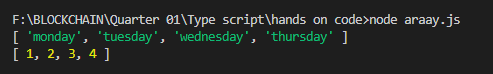 F:\BLOCKCHAIN\Quarter 01\Type script\hands on code>node araay.js
[ 'monday', 'tuesday', 'wednesday', 'thursday' ]
[ 1, 2, 3, 4 ]